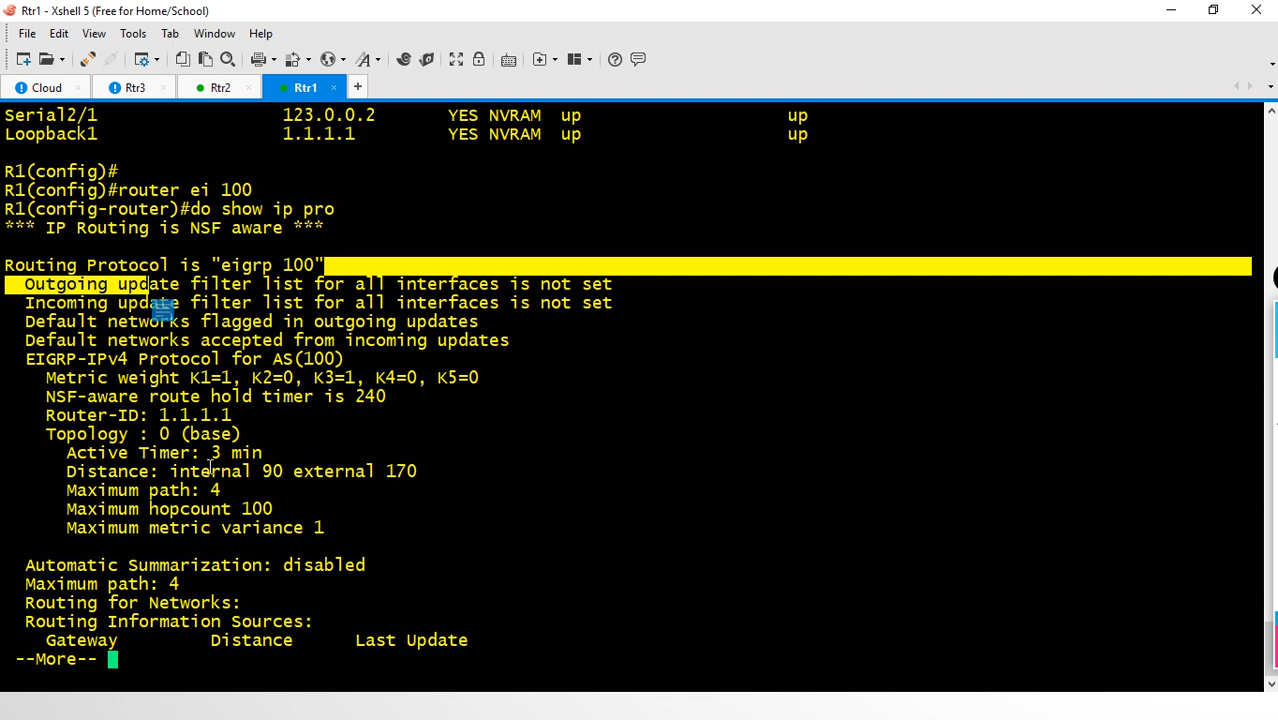 Rtr1 - Xshell 5 (Free for Home/School)
File Edit View Tools Tab Window Help
Cloud Rtr3 Rtr2 Rtr1
Serial2/1 123.0.0.2 YES NVRAM up up
Loopback1 1.1.1.1 YES NVRAM up up
R1(config)#
R1(config)#router ei 100
R1(config-router)#do show ip pro
*** IP Routing is NSF aware ***
Routing Protocol is "eigrp 100"
Outgoing update filter list for all interfaces is not set
Incoming update filter list for all interfaces is not set
Default networks flagged in outgoing updates
Default networks accepted from incoming updates
EIGRP-IPv4 Protocol for AS(100)
Metric weight K1=1, K2=0, K3=1, K4=0, K5=0
NSF-aware route hold timer is 240
Router-ID: 1.1.1.1
Topology : 0 (base)
Active Timer: 3 min
Distance: internal 90 external 170
Maximum path: 4
Maximum hopcount 100
Maximum metric variance 1
Automatic Summarization: disabled
Maximum path: 4
Routing for Networks:
Routing Information Sources:
Gateway Distance Last Update
--More--